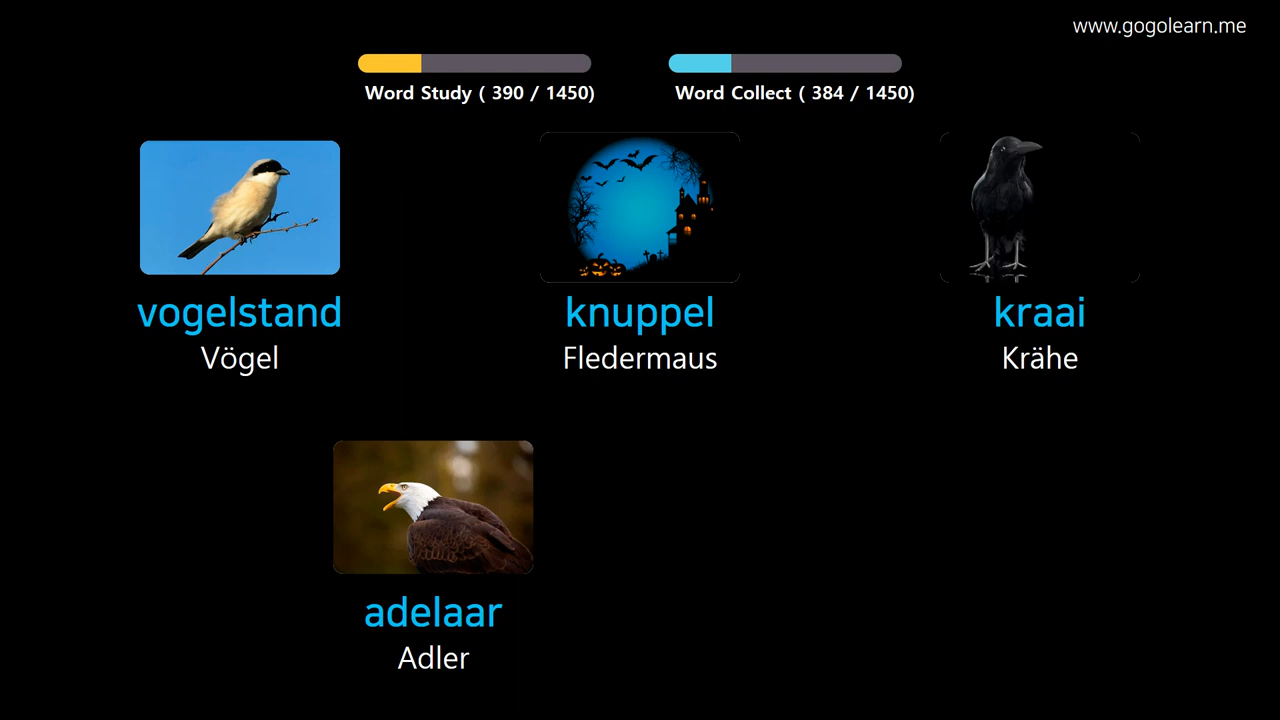 www.gogolearn.me
Word Study ( 390 / 1450)
Word Collect ( 384 / 1450)
vogelstand
Vögel
knuppel
Fledermaus
kraai
Krähe
adelaar
Adler